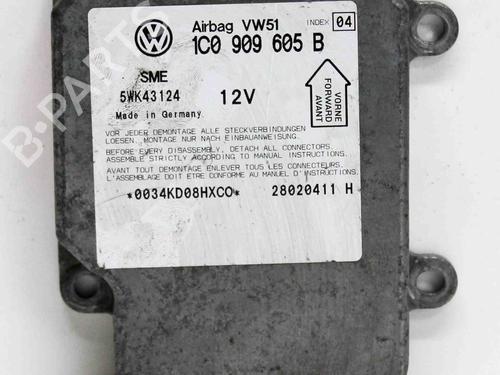 Airbag VW51
INDEX 04
1C0 909 605 B
SME
5WK43124
12V
Made in Germany
VORNE
FORWARD
AVANT
VOR JEDER DEMONTAGE ALLE STECKVERBINDUNGEN
LOESEN. MONTAGE NUR NACH EINBAUANWEISUNG.
BEFORE EVERY DISASSEMBLY, DETACH ALL CONNECTORS.
ASSEMBLE STRICTLY ACCORDING TO MANUAL INSTRUCTIONS.
AVANT TOUT DEMONTAGE ENLEVER TOUS LES CONNECTEURS.
L'ASSEMBLAGE DOIT ETRE CONFORME AU MANUEL D'INSTRUCTIONS.
*0034KD08HXCO*
28020411 H
B-PARTS